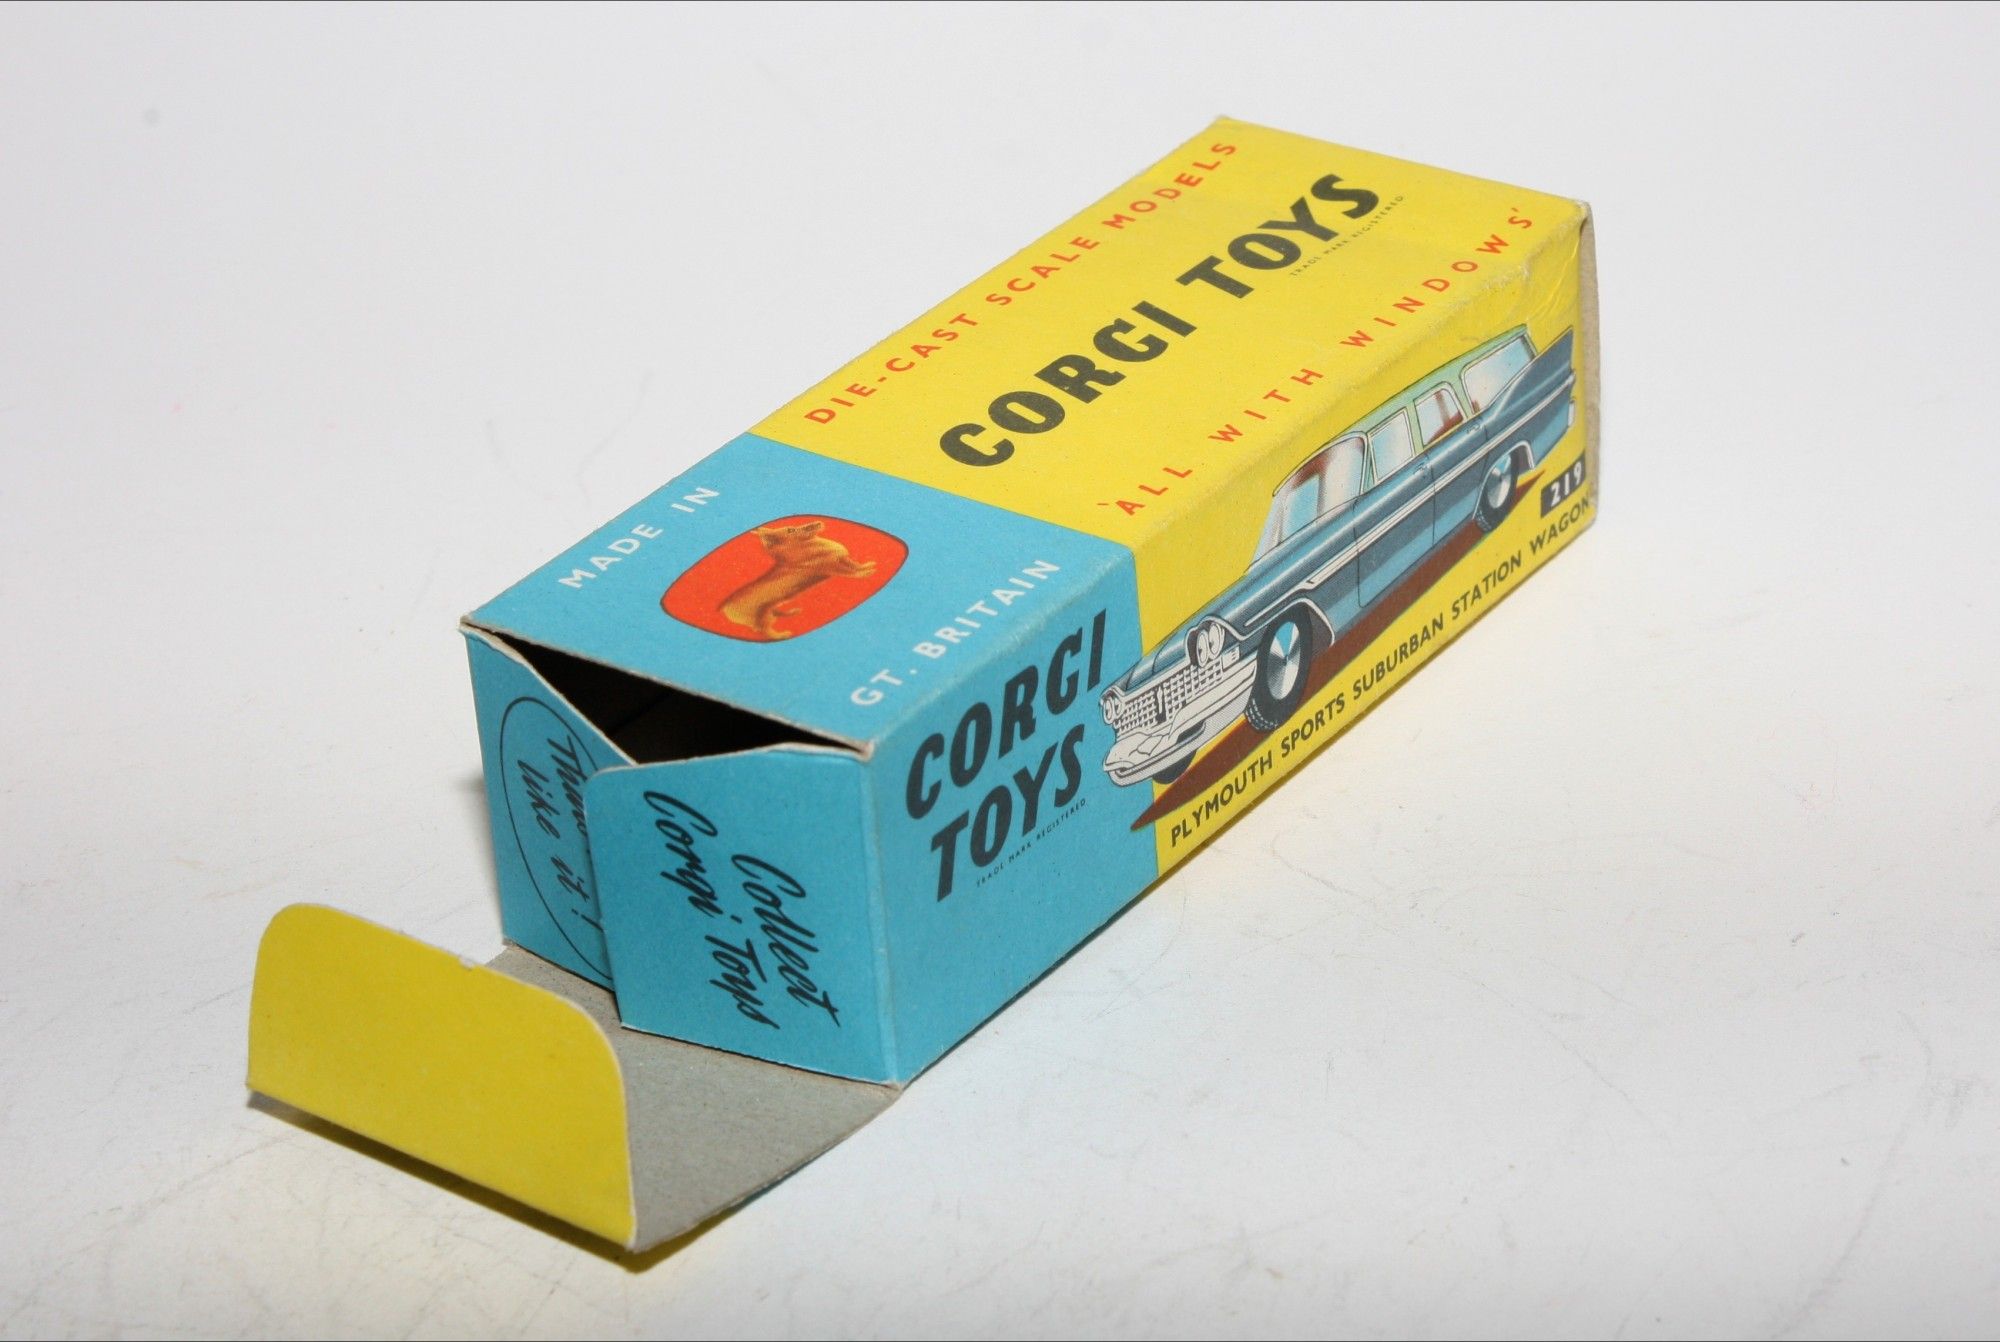 DIE-CAST SCALE MODELS
CORGI TOYS
TRADE MARK REGISTERED
'ALL WITH WINDOWS'
MADE IN
GT. BRITAIN
CORGI
TOYS
TRADE MARK REGISTERED
219
PLYMOUTH SPORTS SUBURBAN STATION WAGON
like it!
Collect
Corgi Toys